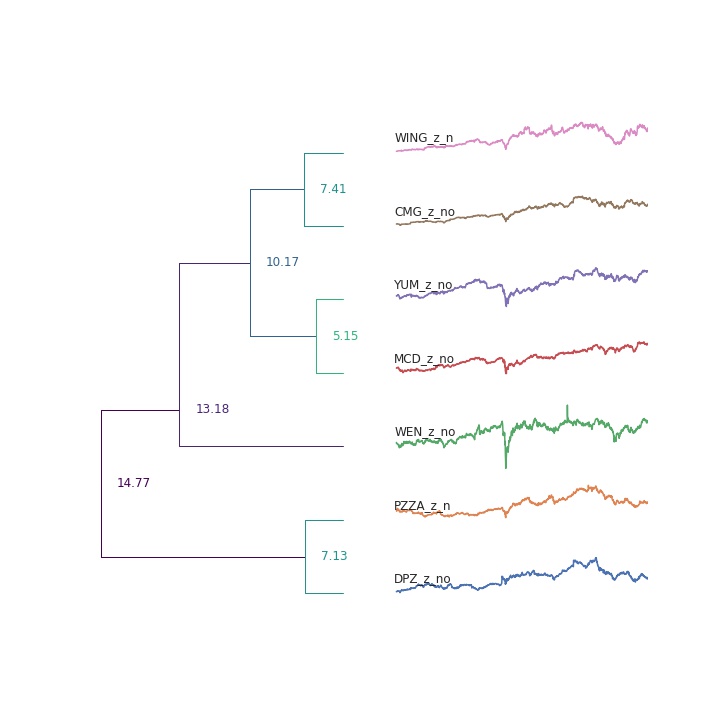 WING_z_n
7.41
CMG_z_no
10.17
YUM_z_no
5.15
MCD_z_no
13.18
WEN_z_no
14.77
PZZA_z_n
7.13
DPZ_z_no